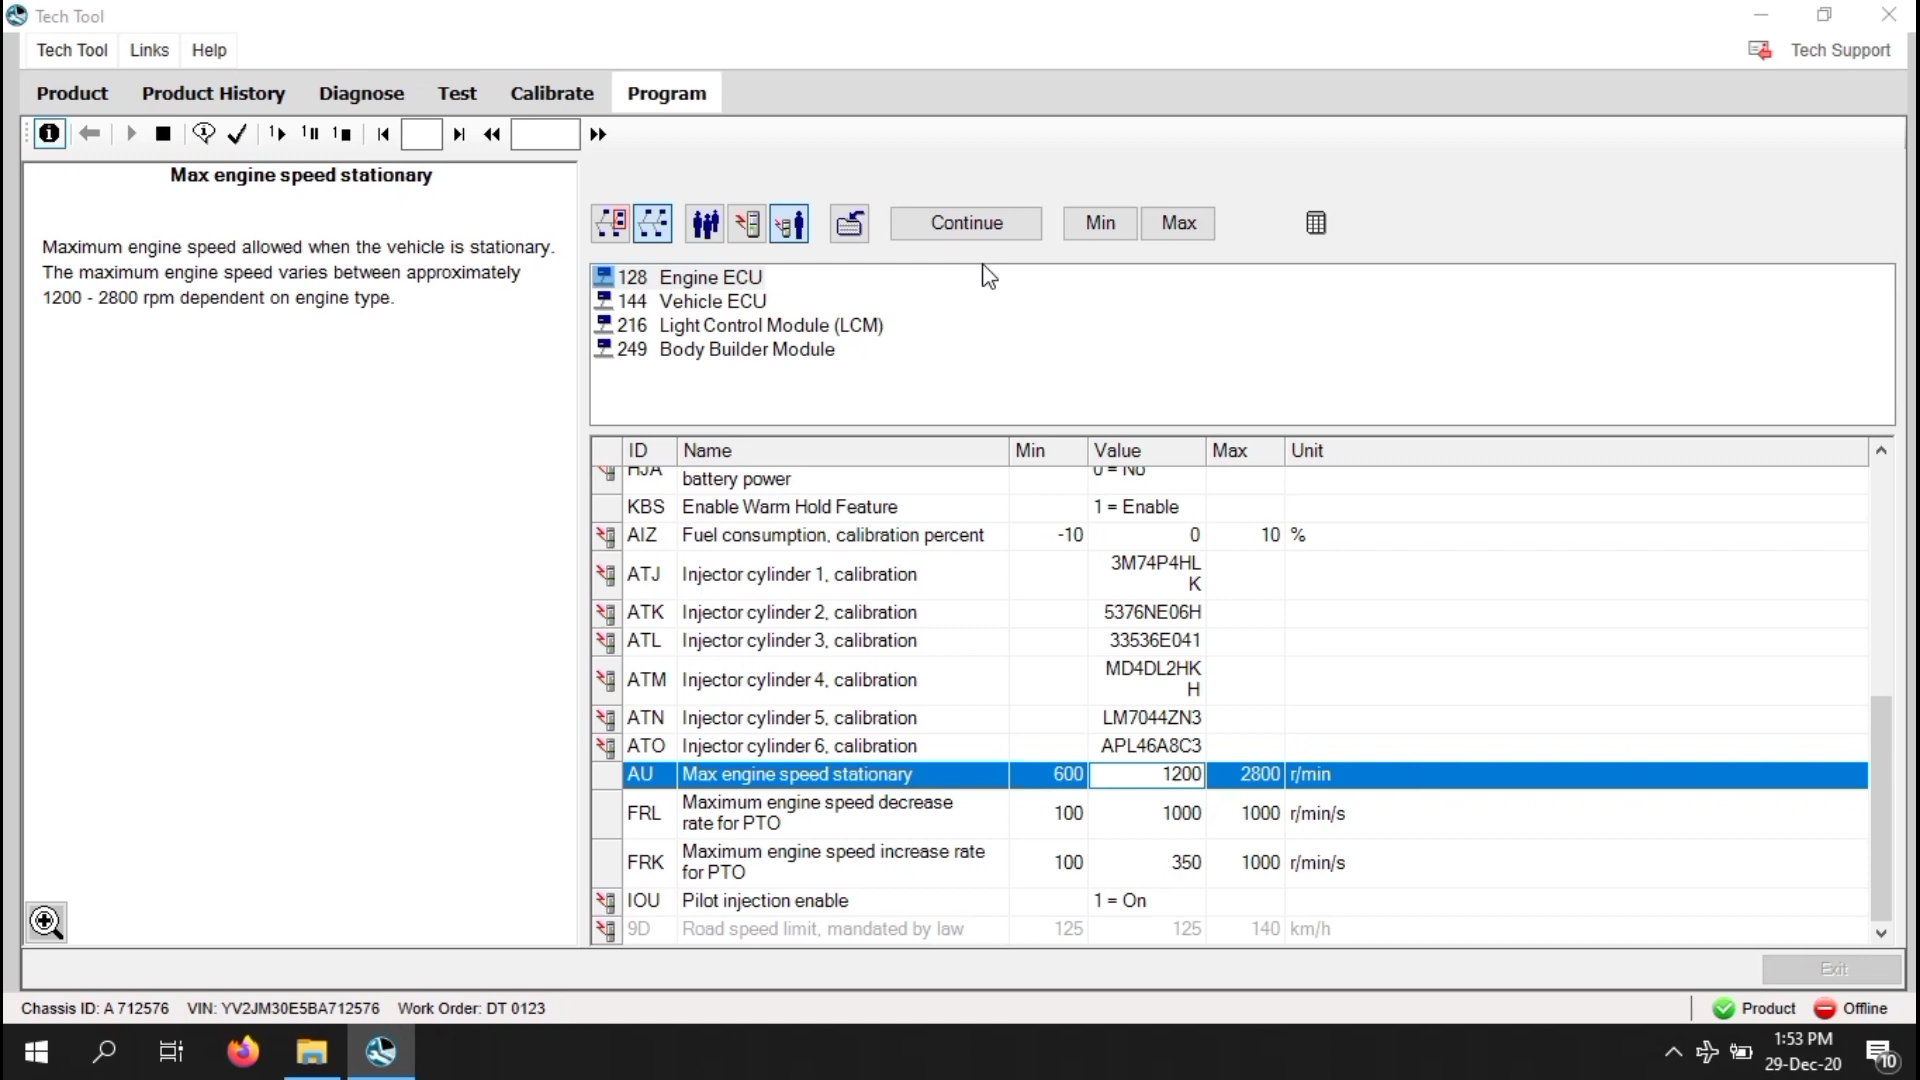 Tech Tool
Tech Tool Links Help
Tech Support
Product Product History Diagnose Test Calibrate Program
Max engine speed stationary
Maximum engine speed allowed when the vehicle is stationary.
The maximum engine speed varies between approximately
1200 - 2800 rpm dependent on engine type.
Continue Min Max
128 Engine ECU
144 Vehicle ECU
216 Light Control Module (LCM)
249 Body Builder Module
ID Name Min Value Max Unit
HJA 0 = No
battery power
KBS Enable Warm Hold Feature 1 = Enable
AIZ Fuel consumption, calibration percent -10 0 10 %
ATJ Injector cylinder 1, calibration 3M74P4HL
K
ATK Injector cylinder 2, calibration 5376NE06H
ATL Injector cylinder 3, calibration 33536E041
ATM Injector cylinder 4, calibration MD4DL2HK
H
ATN Injector cylinder 5, calibration LM7044ZN3
ATO Injector cylinder 6, calibration APL46A8C3
AU Max engine speed stationary 600 1200 2800 r/min
FRL Maximum engine speed decrease
rate for PTO 100 1000 1000 r/min/s
FRK Maximum engine speed increase rate
for PTO 100 350 1000 r/min/s
IOU Pilot injection enable 1 = On
9D Road speed limit, mandated by law 125 125 140 km/h
Exit
Chassis ID: A 712576 VIN: YV2JM30E5BA712576 Work Order: DT 0123
Product Offline
1:53 PM
29-Dec-20
10